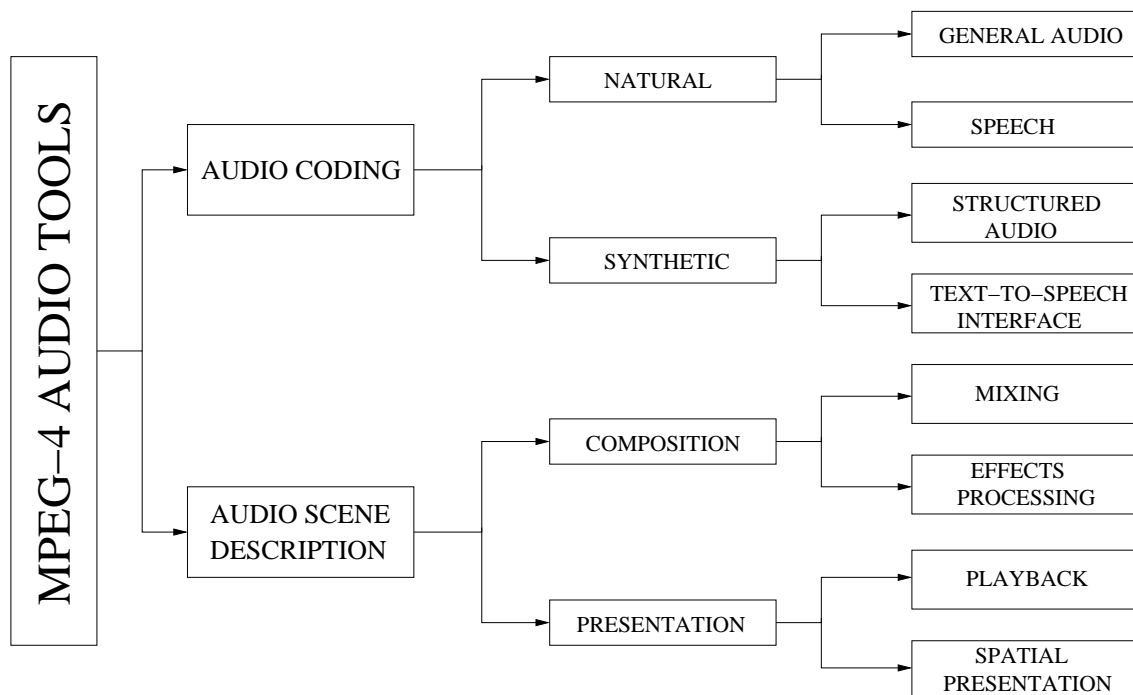 MPEG–4 AUDIO TOOLS
AUDIO CODING
AUDIO SCENE
DESCRIPTION
NATURAL
SYNTHETIC
COMPOSITION
PRESENTATION
GENERAL AUDIO
SPEECH
STRUCTURED
AUDIO
TEXT–TO–SPEECH
INTERFACE
MIXING
EFFECTS
PROCESSING
PLAYBACK
SPATIAL
PRESENTATION